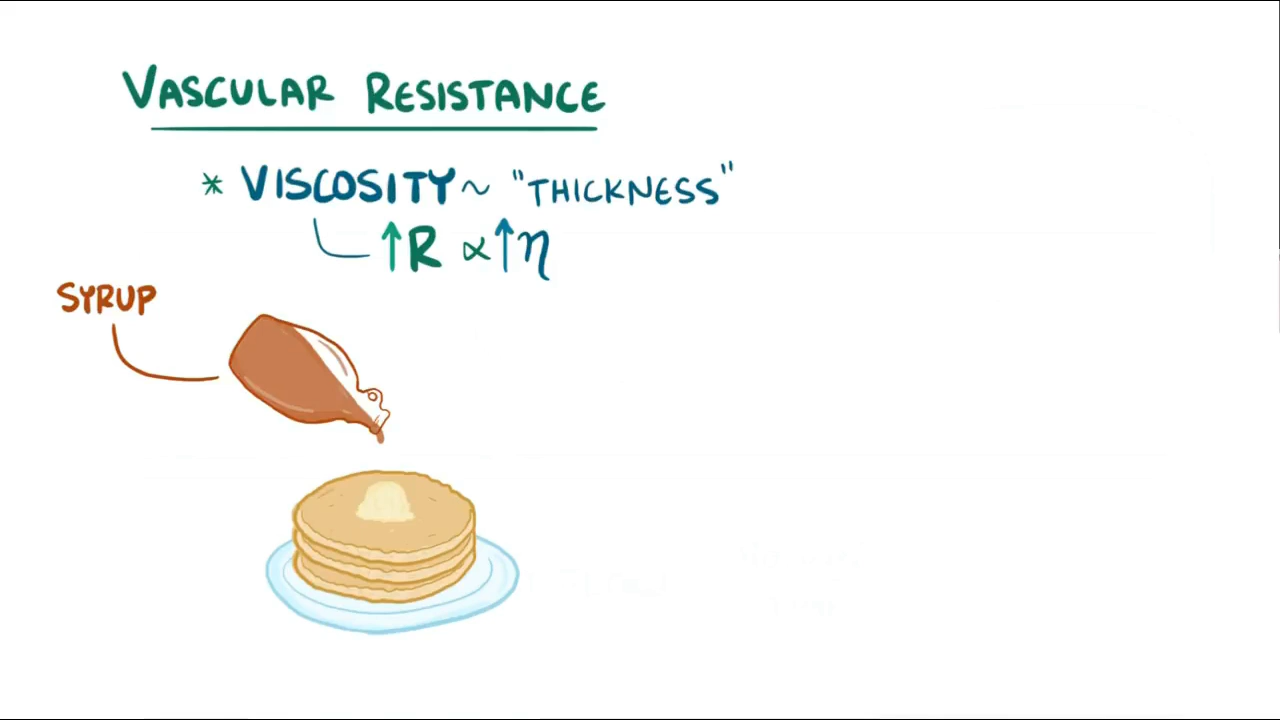 VASCULAR RESISTANCE
* VISCOSITY ~ "THICKNESS"
↑R ∝ ↑η
SYRUP